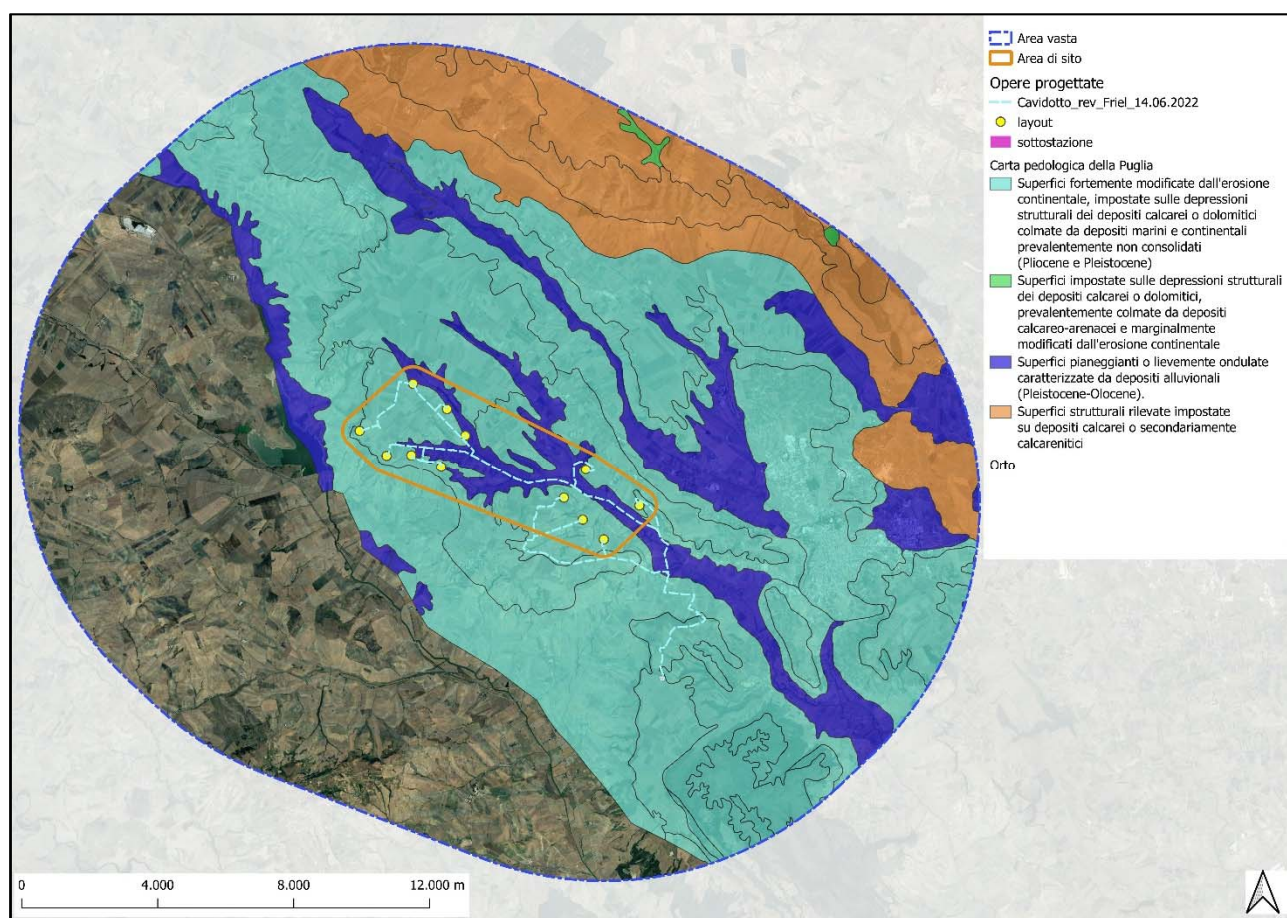 Area vasta
Area di sito
Opere progettate
Cavidotto_rev_Friel_14.06.2022
layout
sottostazione
Carta pedologica della Puglia
Superfici fortemente modificate dall'erosione
continentale, impostate sulle depressioni
strutturali dei depositi calcarei o dolomitici
colmate da depositi marini e continentali
prevalentemente non consolidati
(Pliocene e Pleistocene)
Superfici impostate sulle depressioni strutturali
dei depositi calcarei o dolomitici,
prevalentemente colmate da depositi
calcareo-arenacei e marginalmente
modificati dall'erosione continentale
Superfici pianeggianti o lievemente ondulate
caratterizzate da depositi alluvionali
(Pleistocene-Olocene).
Superfici strutturali rilevate impostate
su depositi calcarei o secondariamente
calcarenitici
Orto
0 4.000 8.000 12.000 m